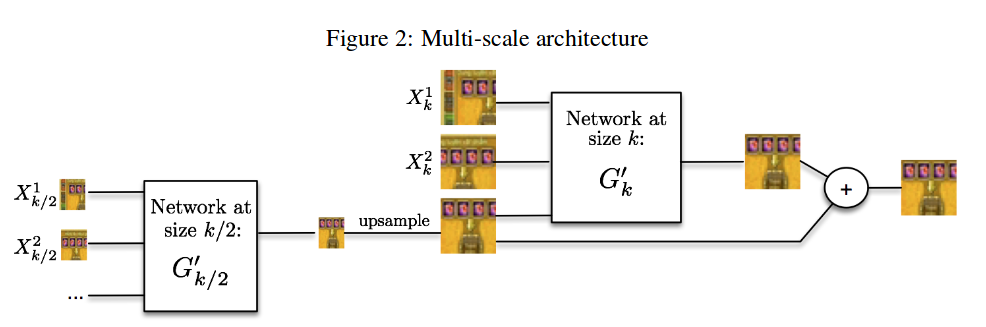 Figure 2: Multi-scale architecture
X_k^1
Network at
size k:
G'_k
X_k^2
X_{k/2}^1
Network at
size k/2:
G'_{k/2}
upsample
+
X_{k/2}^2
...